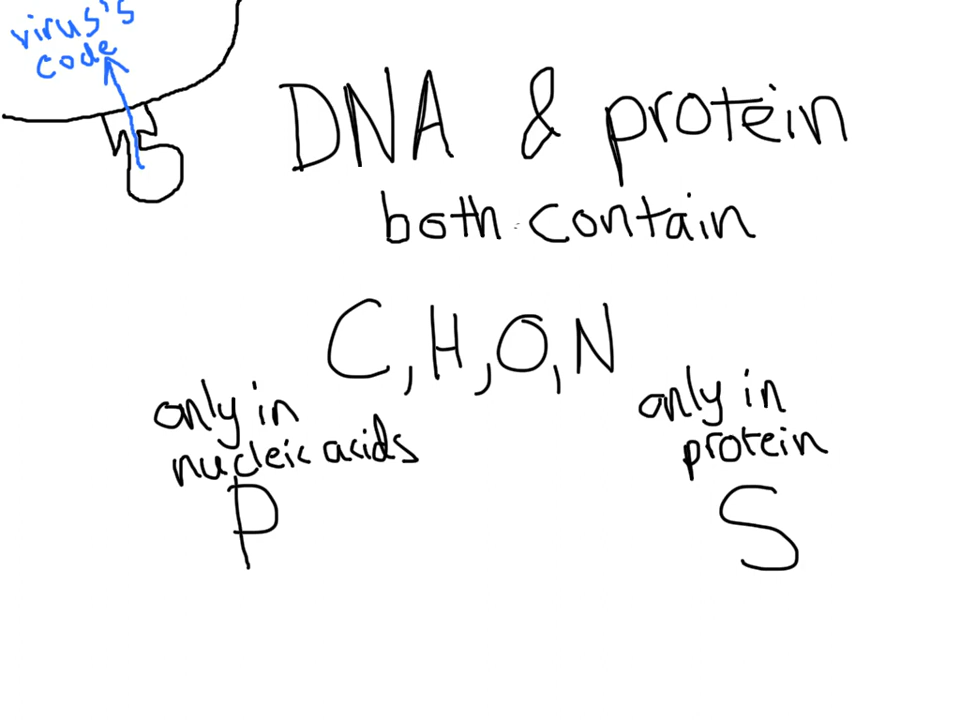 virus's
code
DNA & protein
both contain
C, H, O, N
only in
nucleic acids
P
only in
protein
S